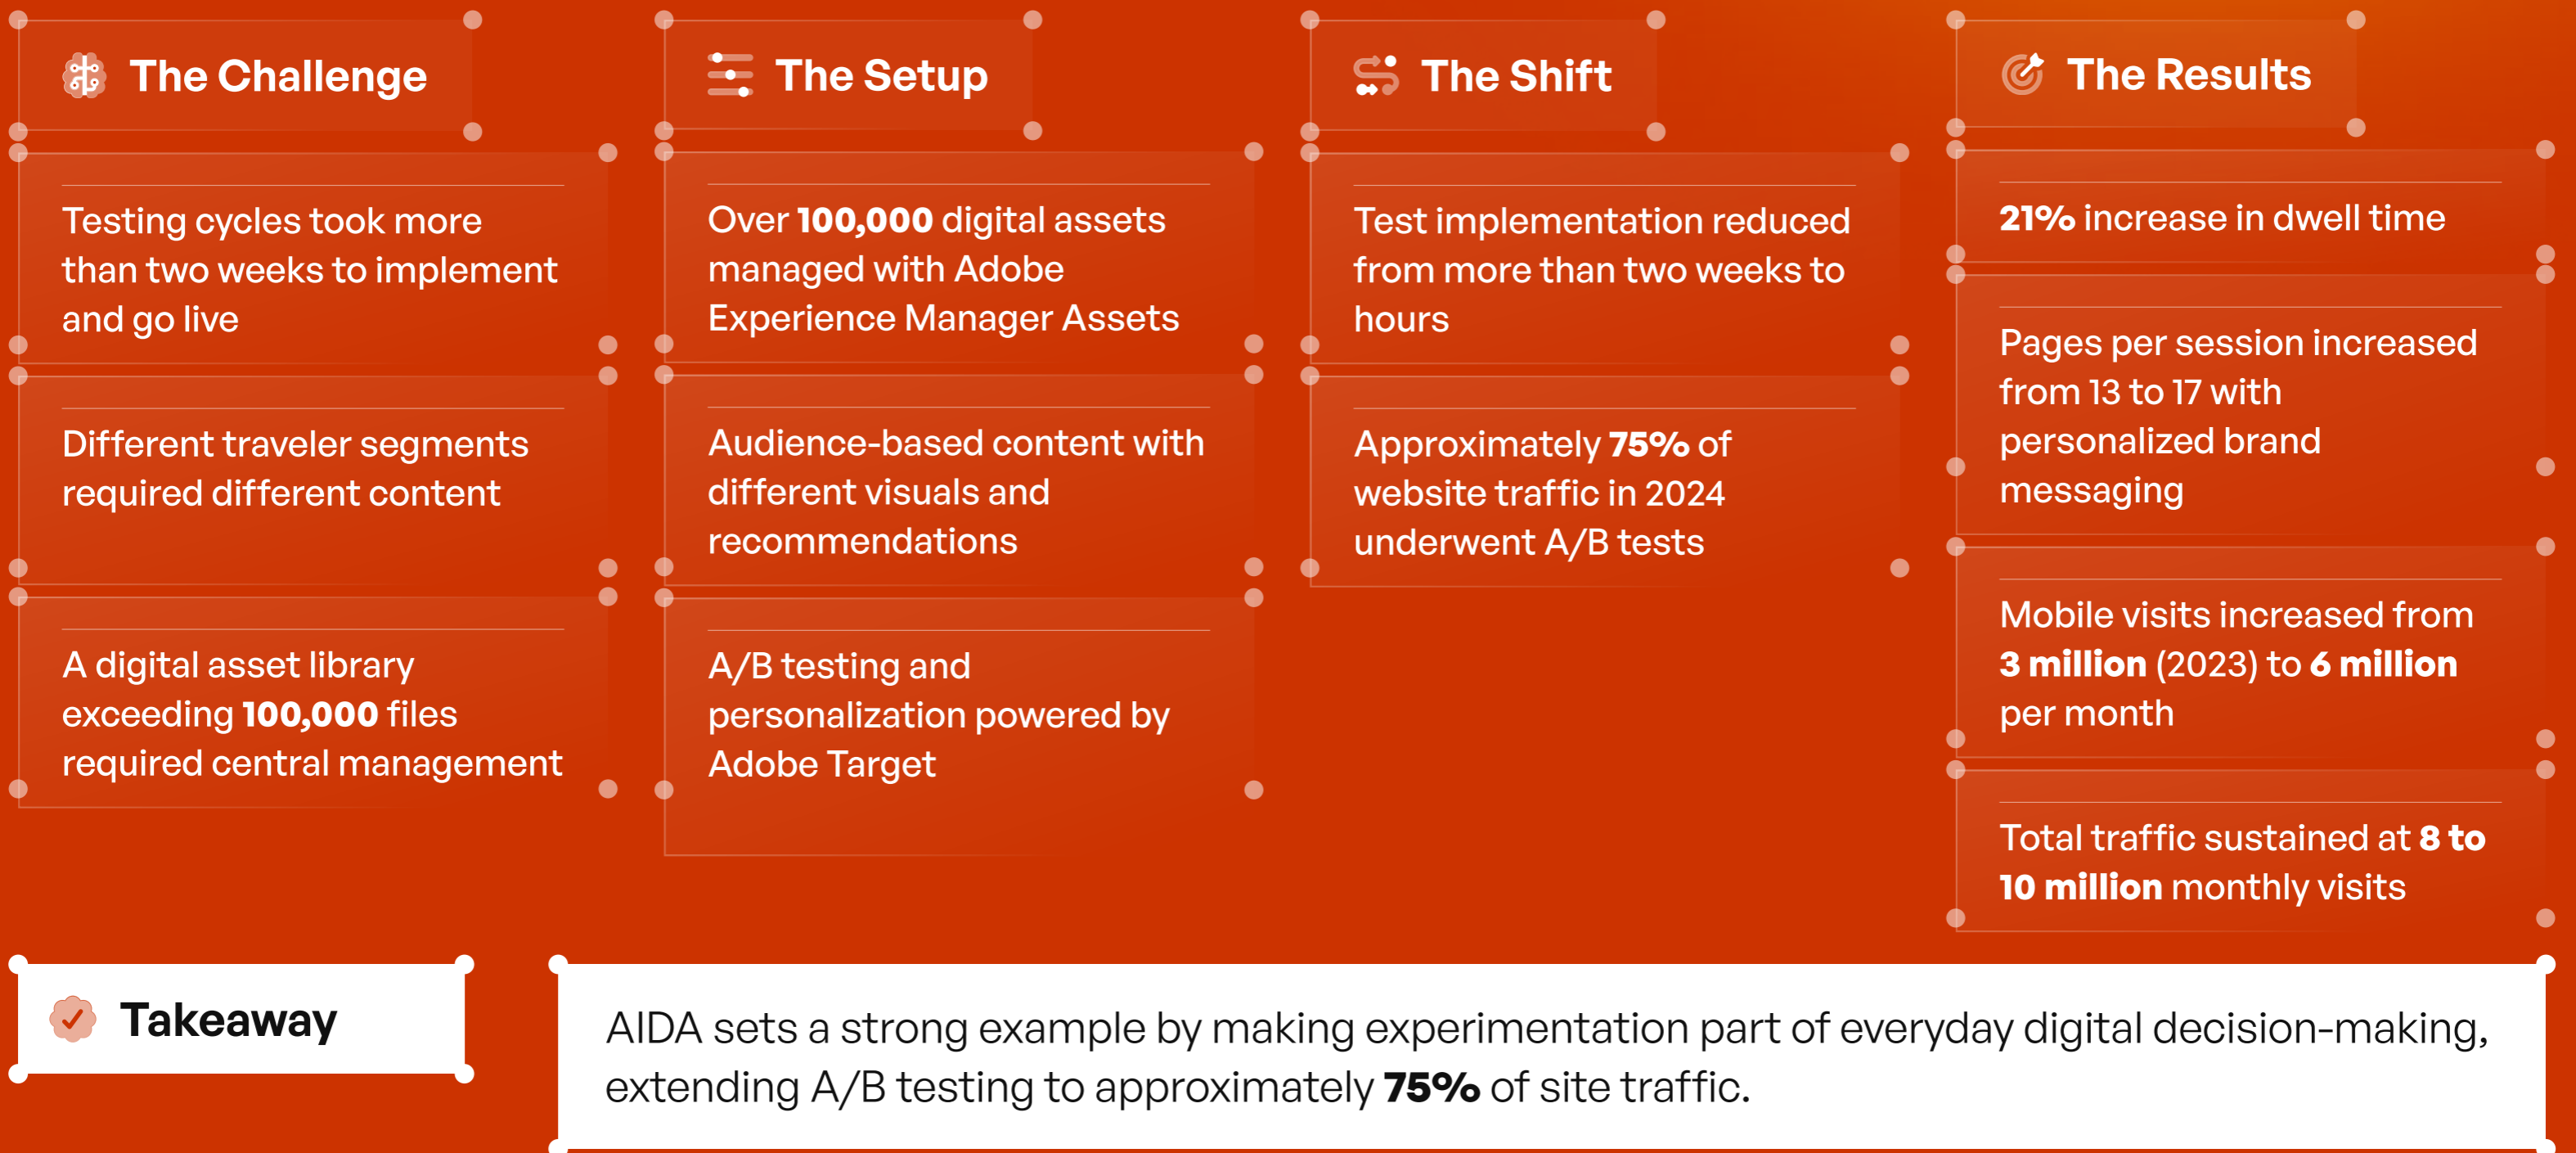 The Challenge
Testing cycles took more
than two weeks to implement
and go live
Different traveler segments
required different content
A digital asset library
exceeding 100,000 files
required central management
The Setup
Over 100,000 digital assets
managed with Adobe
Experience Manager Assets
Audience-based content with
different visuals and
recommendations
A/B testing and
personalization powered by
Adobe Target
The Shift
Test implementation reduced
from more than two weeks to
hours
Approximately 75% of
website traffic in 2024
underwent A/B tests
The Results
21% increase in dwell time
Pages per session increased
from 13 to 17 with
personalized brand
messaging
Mobile visits increased from
3 million (2023) to 6 million
per month
Total traffic sustained at 8 to
10 million monthly visits
Takeaway
AIDA sets a strong example by making experimentation part of everyday digital decision-making,
extending A/B testing to approximately 75% of site traffic.